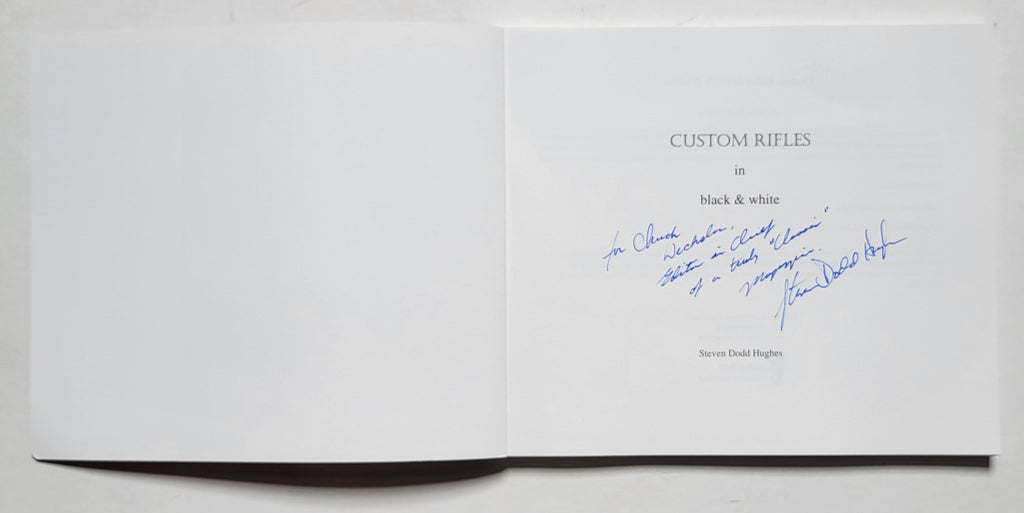 CUSTOM RIFLES
in
black & white
for Chuck
Wechsler,
Editor in Chief
of a truly "Classic"
Magazine.
Steven Dodd Hughes
Steven Dodd Hughes